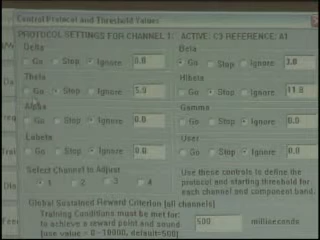 Control Protocol and Threshold Values
PROTOCOL SETTINGS FOR CHANNEL 1: ACTIVE: C3 REFERENCE: A1
Delta Beta
Go Stop Ignore 0.0 Go Stop Ignore 3.0
Theta Hibeta
Go Stop Ignore 5.9 Go Stop Ignore 11.0
Alpha Gamma
Go Stop Ignore 0.0 Go Stop Ignore 0.0
Lobeta User
Go Stop Ignore 0.0 Go Stop Ignore 0.0
Select Channel to Adjust Use these controls to define the
1 2 3 4 protocol and starting threshold for
each channel and component band.
Global Sustained Reward Criterion (all channels)
Training Conditions must be met for:
to achieve a reward point and sound 500 milliseconds
(use value = 0-10000, default=500)